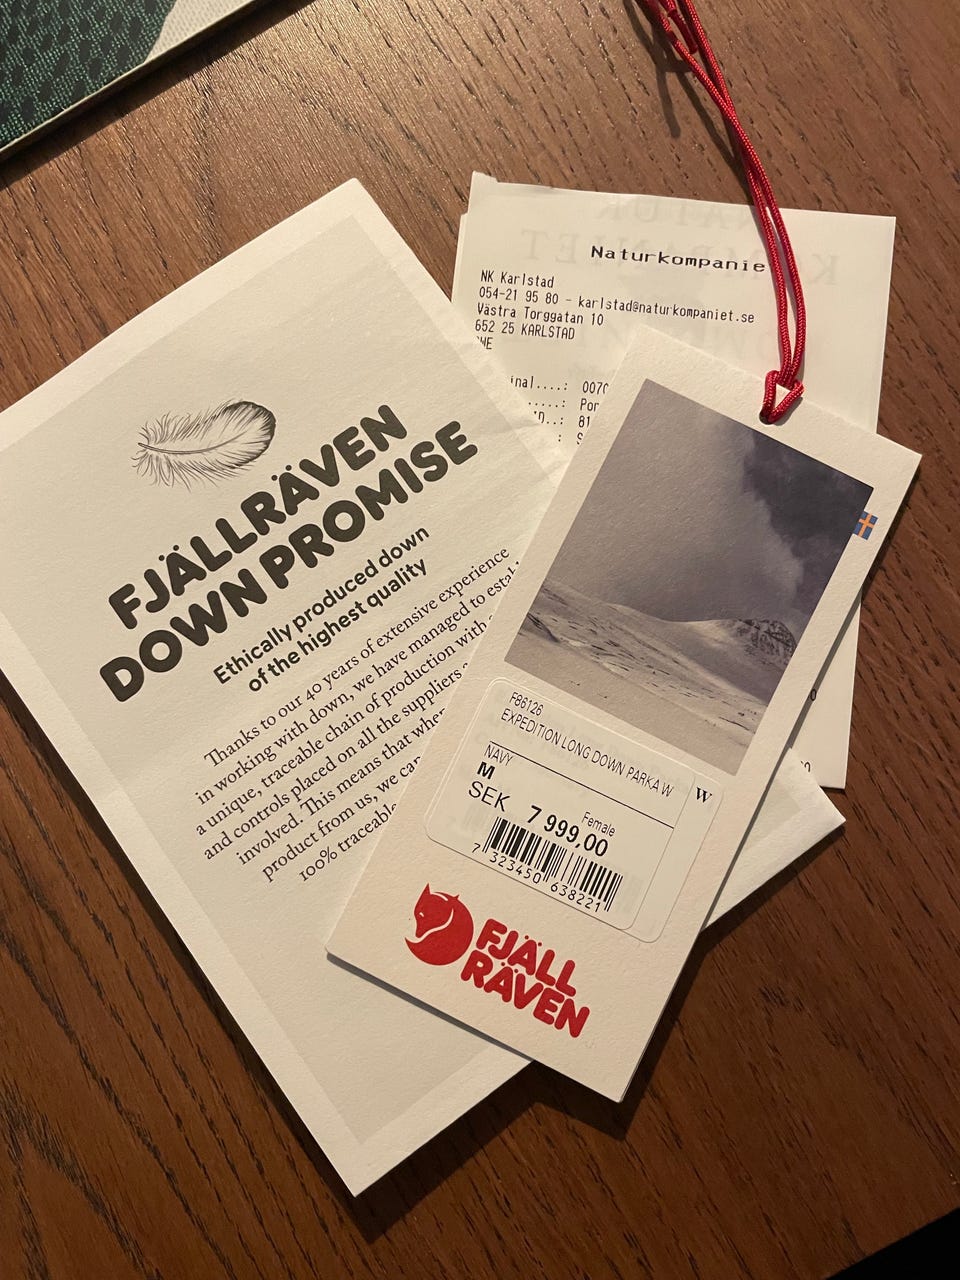 FJÄLLRÄVEN
DOWN PROMISE
Ethically produced down
of the highest quality
Thanks to our 40 years of extensive experience
in working with down, we have managed to
a unique, traceable chain of production with
and controls placed on all the suppliers
involved. This means that
product from us, we can
100% traceable
Naturkompanie
NK Karlstad
054-21 95 80 - karlstad@naturkompaniet.se
Västra Torggatan 10
652 25 KARLSTAD
F86126
EXPEDITION LONG DOWN PARKA W
W
NAVY
M
Female
SEK 7 999,00
7 323450 638221
FJÄLL
RÄVEN